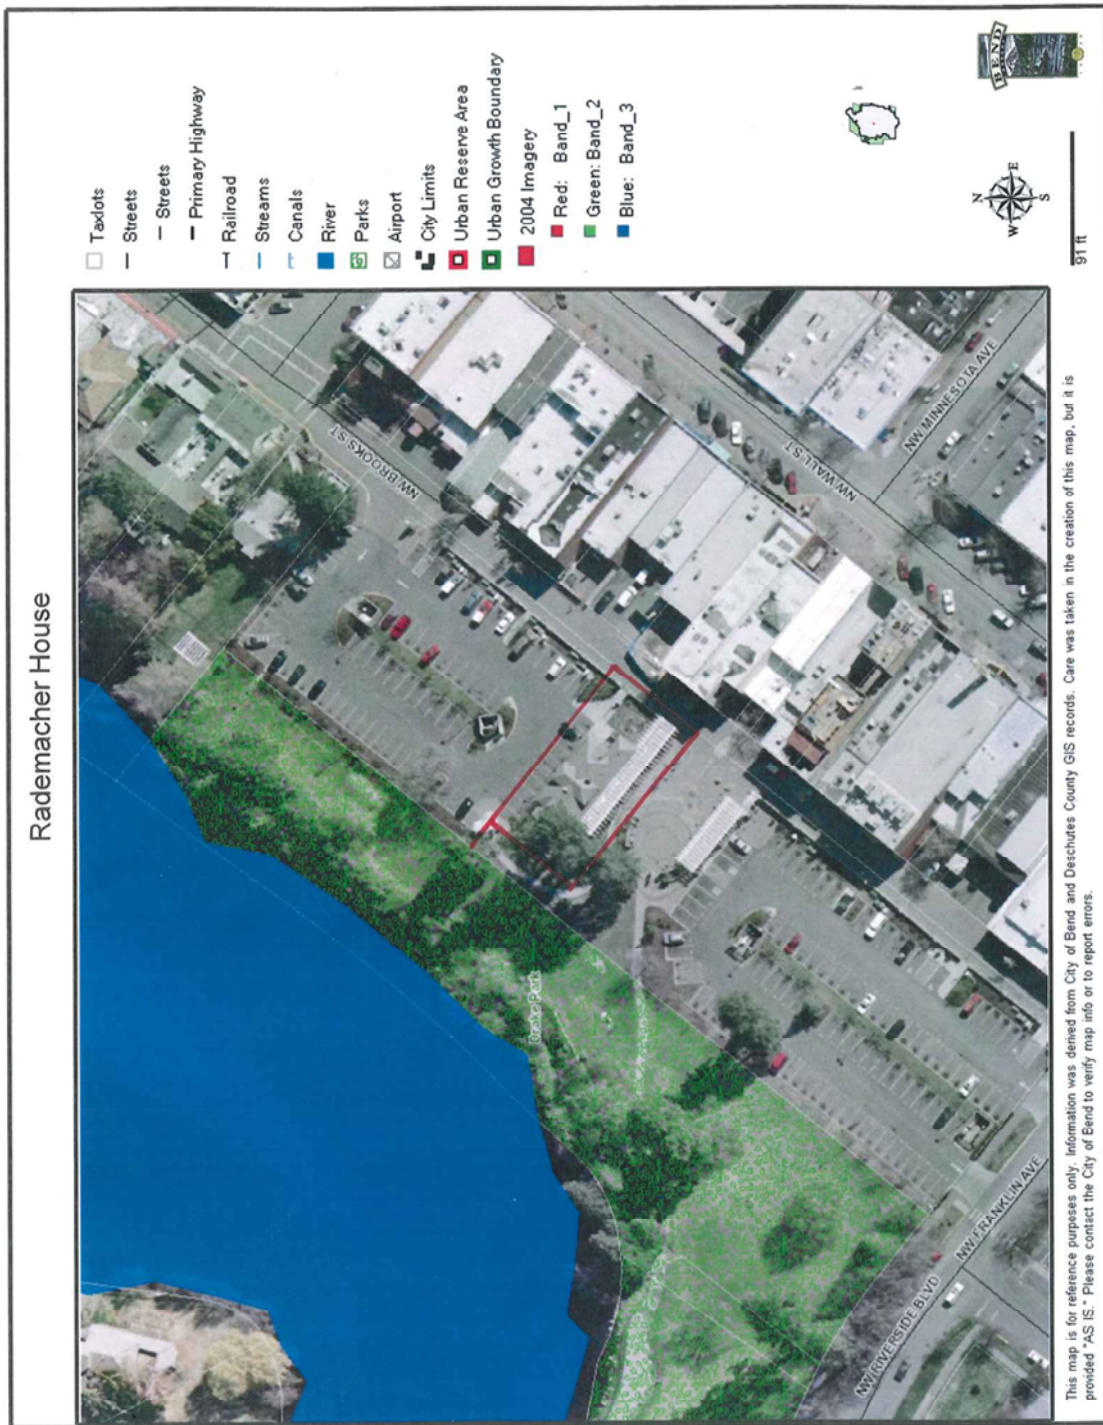 Rademacher House
Taxlots
Streets
Streets
Primary Highway
Railroad
Streams
Canals
River
Parks
Airport
City Limits
Urban Reserve Area
Urban Growth Boundary
2004 Imagery
Red: Band_1
Green: Band_2
Blue: Band_3
BEND
N
W
E
S
91 ft
NW BROOKS ST
NW WALL ST
NW MINNESOTA AVE
Drake Park
NW RIVERSIDE BLVD
NW FRANKLIN AVE
This map is for reference purposes only. Information was derived from City of Bend and Deschutes County GIS records. Care was taken in the creation of this map, but it is
provided "AS IS." Please contact the City of Bend to verify map info or to report errors.